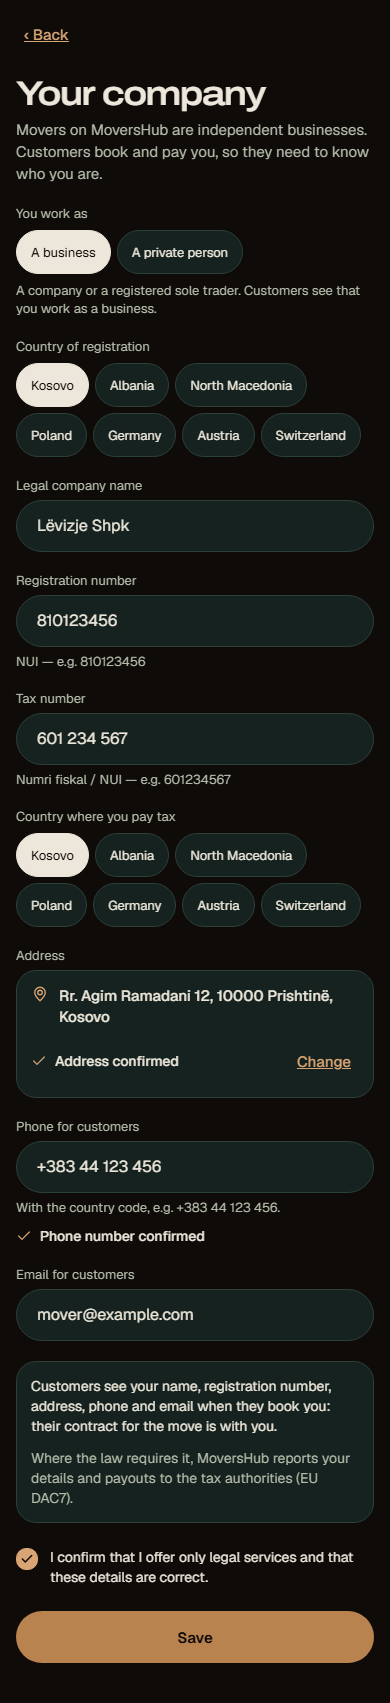 ‹ Back
Your company
Movers on MoversHub are independent businesses.
Customers book and pay you, so they need to know
who you are.
You work as
A business
A private person
A company or a registered sole trader. Customers see that
you work as a business.
Country of registration
Kosovo
Albania
North Macedonia
Poland
Germany
Austria
Switzerland
Legal company name
Lëvizje Shpk
Registration number
810123456
NUI — e.g. 810123456
Tax number
601 234 567
Numri fiskal / NUI — e.g. 601234567
Country where you pay tax
Kosovo
Albania
North Macedonia
Poland
Germany
Austria
Switzerland
Address
Rr. Agim Ramadani 12, 10000 Prishtinë,
Kosovo
Address confirmed
Change
Phone for customers
+383 44 123 456
With the country code, e.g. +383 44 123 456.
Phone number confirmed
Email for customers
mover@example.com
Customers see your name, registration number,
address, phone and email when they book you:
their contract for the move is with you.
Where the law requires it, MoversHub reports your
details and payouts to the tax authorities (EU
DAC7).
I confirm that I offer only legal services and that
these details are correct.
Save